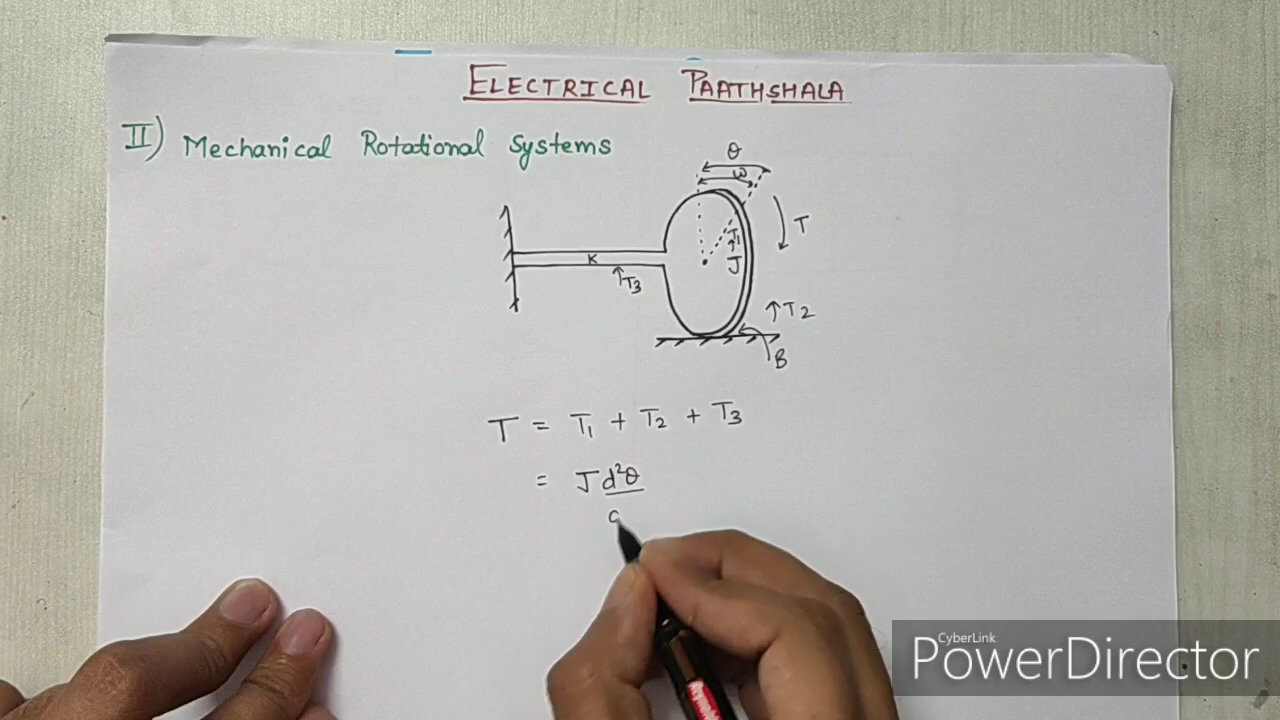 ELECTRICAL PAATHSHALA
II) Mechanical Rotational Systems
θ
ω
T
T1
J
K
T3
T2
B
T = T1 + T2 + T3
= J d²θ
CyberLink
PowerDirector